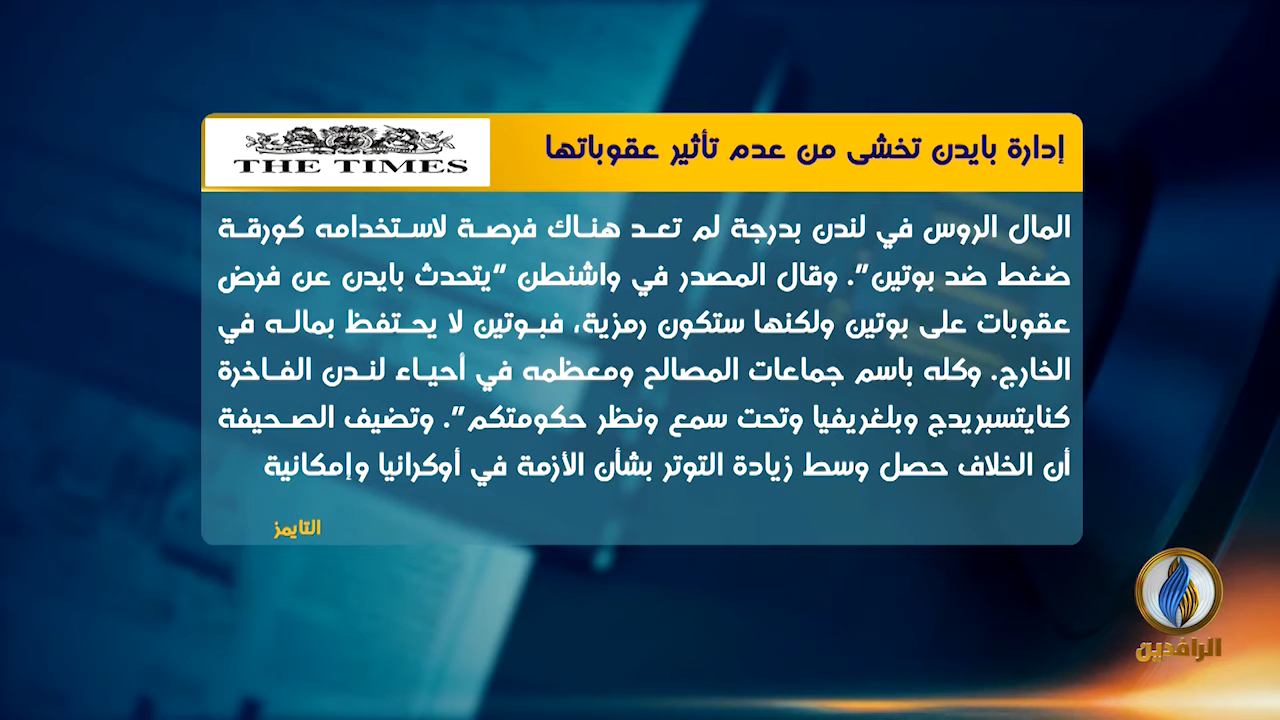 إدارة بايدن تخشى من عدم تأثير عقوباتها
THE TIMES
المال الروس في لندن بدرجة لم تعد هناك فرصة لاستخدامه كورقة
ضغط ضد بوتين”. وقال المصدر في واشنطن “يتحدث بايدن عن فرض
عقوبات على بوتين ولكنها ستكون رمزية، فبوتين لا يحتفظ بماله في
الخارج. وكله باسم جماعات المصالح ومعظمه في أحياء لندن الفاخرة
كنايتسبريدج وبلغريفيا وتحت سمع ونظر حكومتكم”. وتضيف الصحيفة
أن الخلاف حصل وسط زيادة التوتر بشأن الأزمة في أوكرانيا وإمكانية
التايمز
الرافدين